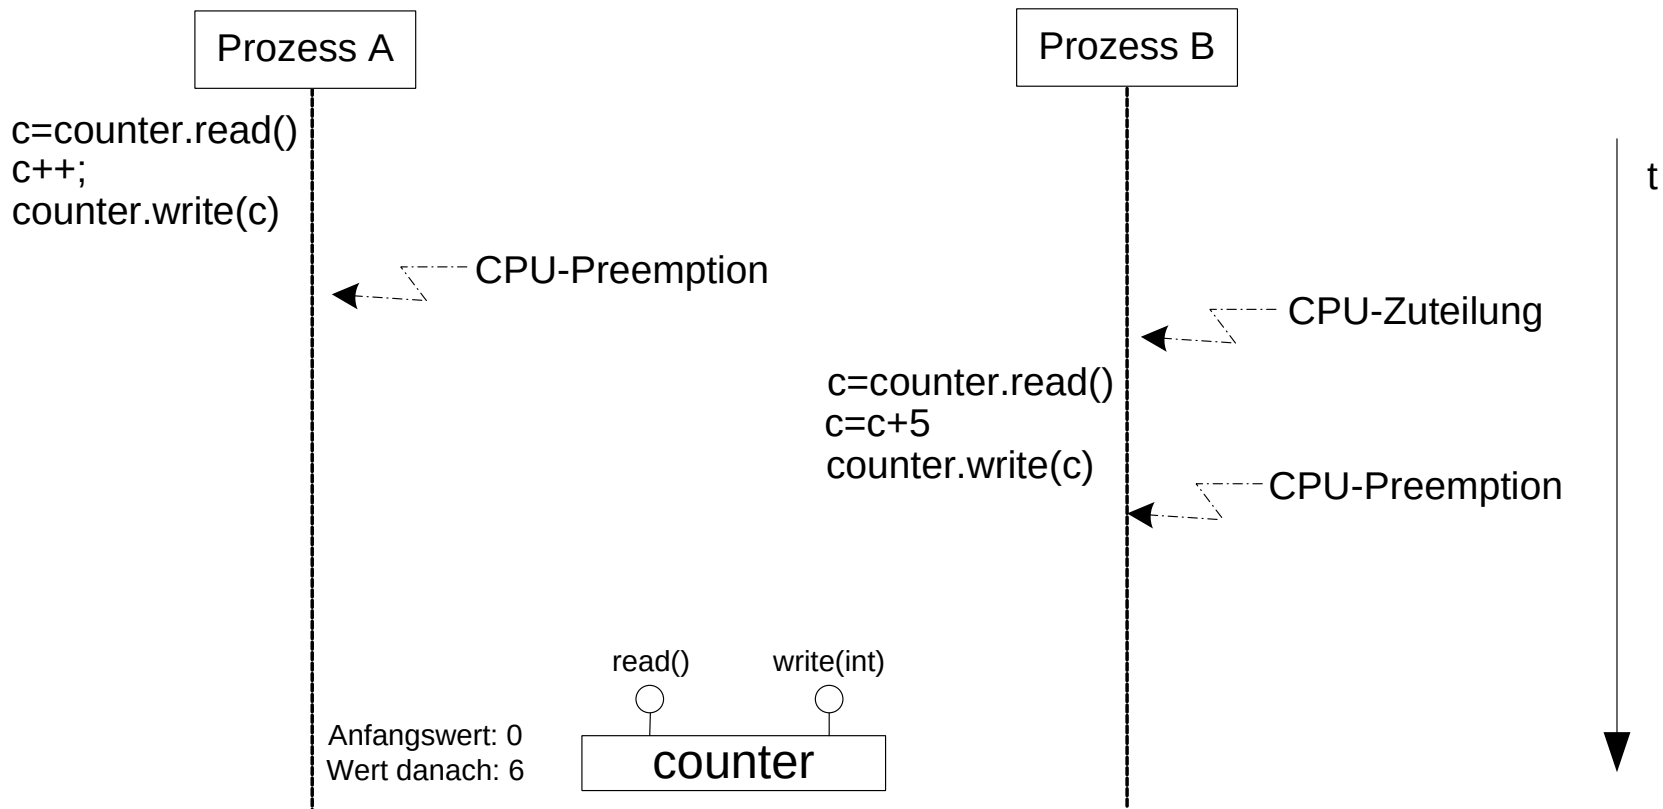 Prozess A
Prozess B
c=counter.read()
c++;
counter.write(c)
t
CPU-Preemption
CPU-Zuteilung
c=counter.read()
c=c+5
counter.write(c)
CPU-Preemption
read()
write(int)
Anfangswert: 0
Wert danach: 6
counter